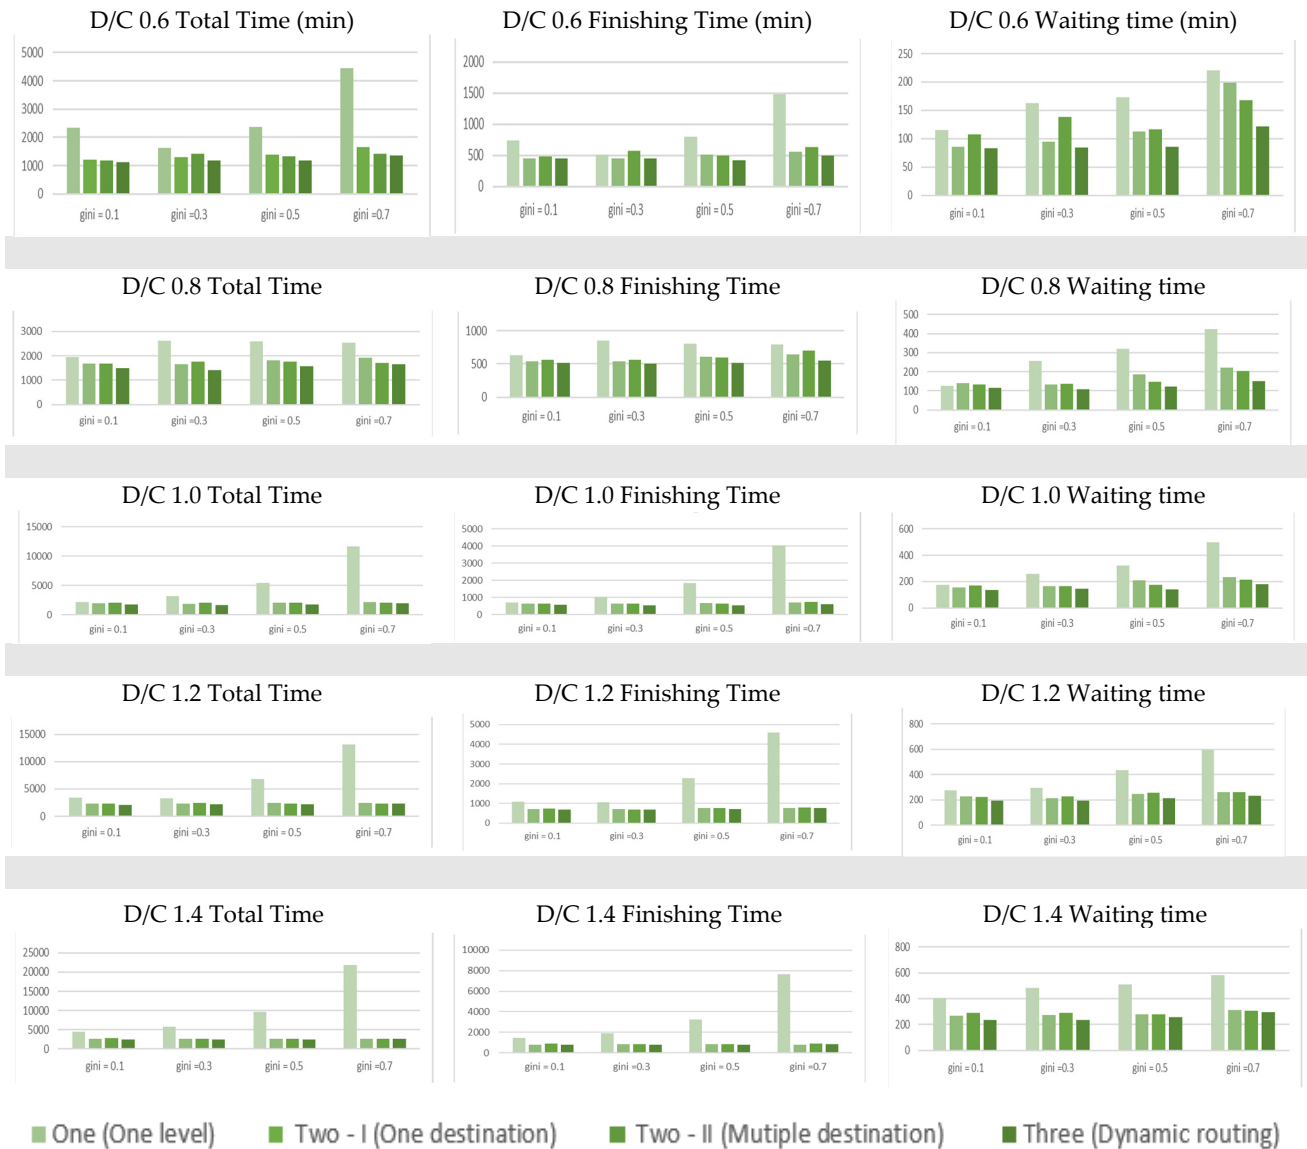 D/C 0.6 Total Time (min)
5000
4000
3000
2000
1000
0
gini = 0.1 gini =0.3 gini = 0.5 gini =0.7
D/C 0.6 Finishing Time (min)
2000
1500
1000
500
0
gini = 0.1 gini =0.3 gini = 0.5 gini =0.7
D/C 0.6 Waiting time (min)
250
200
150
100
50
0
gini = 0.1 gini =0.3 gini = 0.5 gini =0.7
D/C 0.8 Total Time
3000
2000
1000
0
gini = 0.1 gini =0.3 gini = 0.5 gini =0.7
D/C 0.8 Finishing Time
1000
500
0
gini = 0.1 gini =0.3 gini = 0.5 gini =0.7
D/C 0.8 Waiting time
500
400
300
200
100
0
gini = 0.1 gini =0.3 gini = 0.5 gini =0.7
D/C 1.0 Total Time
15000
10000
5000
0
gini = 0.1 gini =0.3 gini = 0.5 gini =0.7
D/C 1.0 Finishing Time
5000
4000
3000
2000
1000
0
gini = 0.1 gini =0.3 gini = 0.5 gini =0.7
D/C 1.0 Waiting time
600
400
200
0
gini = 0.1 gini =0.3 gini = 0.5 gini =0.7
D/C 1.2 Total Time
15000
10000
5000
0
gini = 0.1 gini =0.3 gini = 0.5 gini =0.7
D/C 1.2 Finishing Time
5000
4000
3000
2000
1000
0
gini = 0.1 gini =0.3 gini = 0.5 gini =0.7
D/C 1.2 Waiting time
800
600
400
200
0
gini = 0.1 gini =0.3 gini = 0.5 gini =0.7
D/C 1.4 Total Time
25000
20000
15000
10000
5000
0
gini = 0.1 gini =0.3 gini = 0.5 gini =0.7
D/C 1.4 Finishing Time
10000
8000
6000
4000
2000
0
gini = 0.1 gini =0.3 gini = 0.5 gini =0.7
D/C 1.4 Waiting time
800
600
400
200
0
gini = 0.1 gini =0.3 gini = 0.5 gini =0.7
One (One level) Two - I (One destination) Two - II (Mutiple destination) Three (Dynamic routing)